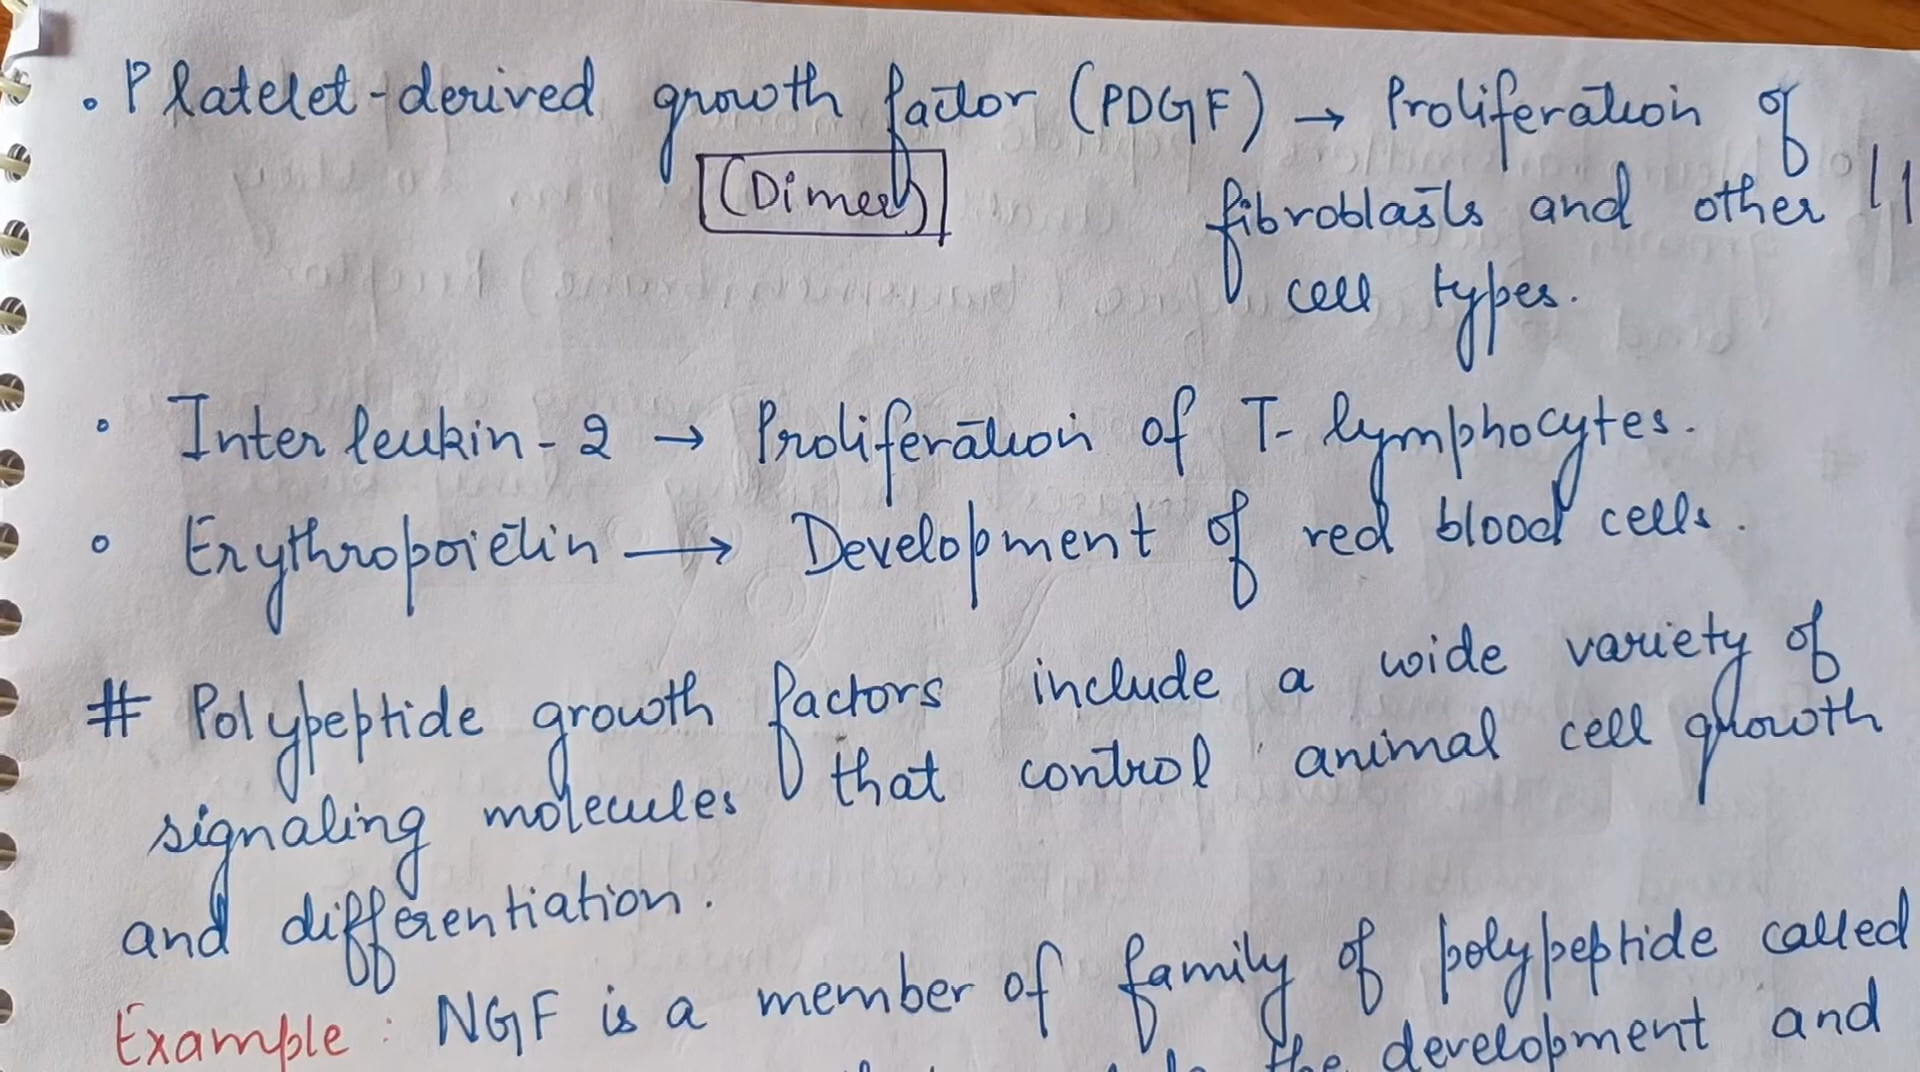 . Platelet-derived growth factor (PDGF) → Proliferation of
(Dimer)
fibroblasts and other
cell types.
Interleukin-2 → Proliferation of T-lymphocytes.
Erythropoietin → Development of red blood cells.
# Polypeptide growth factors include a wide variety of
signaling molecules that control animal cell growth
and differentiation.
Example: NGF is a member of family of polypeptide called
the development and